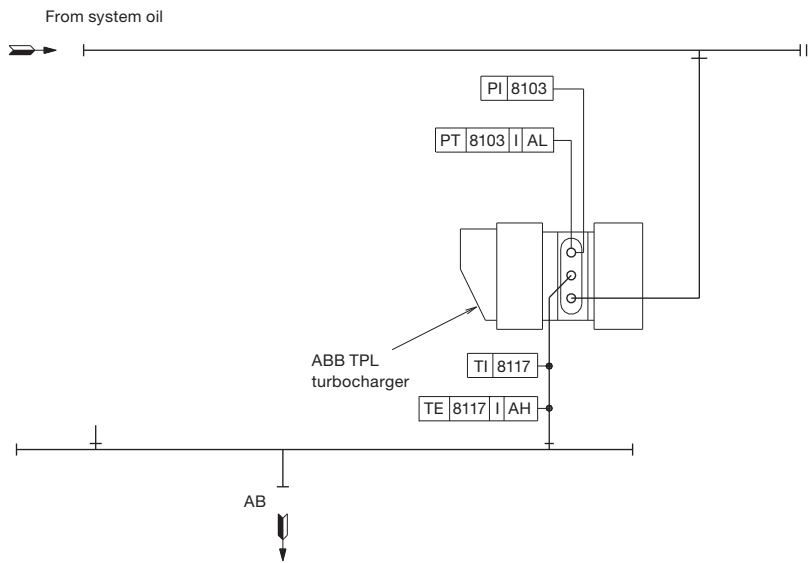 From system oil
PI 8103
PT 8103 I AL
ABB TPL
turbocharger
TI 8117
TE 8117 I AH
AB